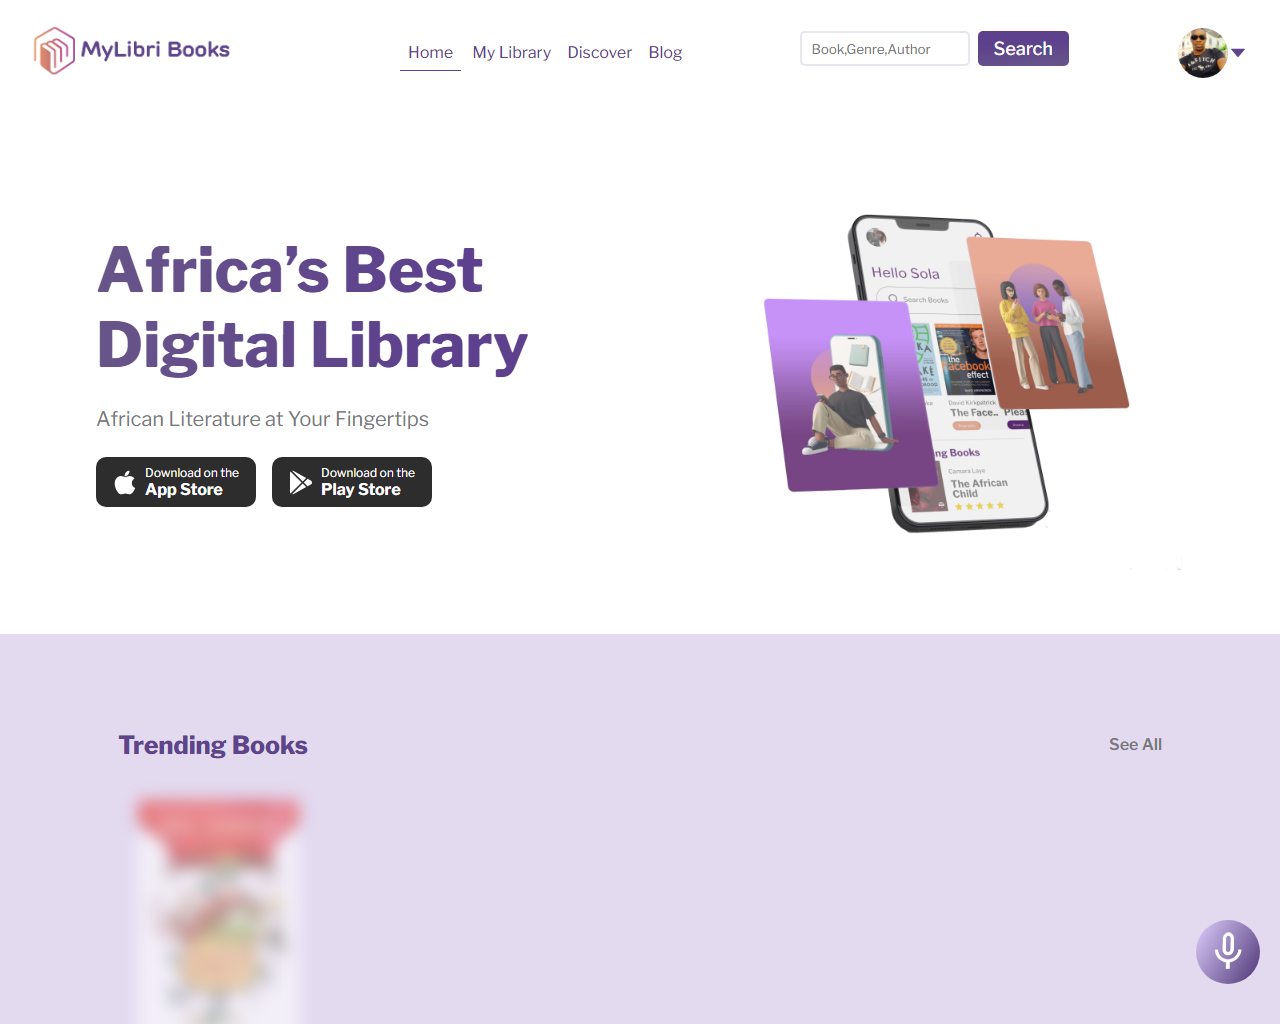 MyLibri Books
Home
My Library
Discover
Blog
Book,Genre,Author
Search
Africa’s Best
Digital Library
African Literature at Your Fingertips
Download on the
App Store
Download on the
Play Store
Hello Sola
Search Books
the
facebook
effect
David Kirkpatrick
The Face..
Pleas
ng Books
Camara Laye
The African
Child
Trending Books
See All